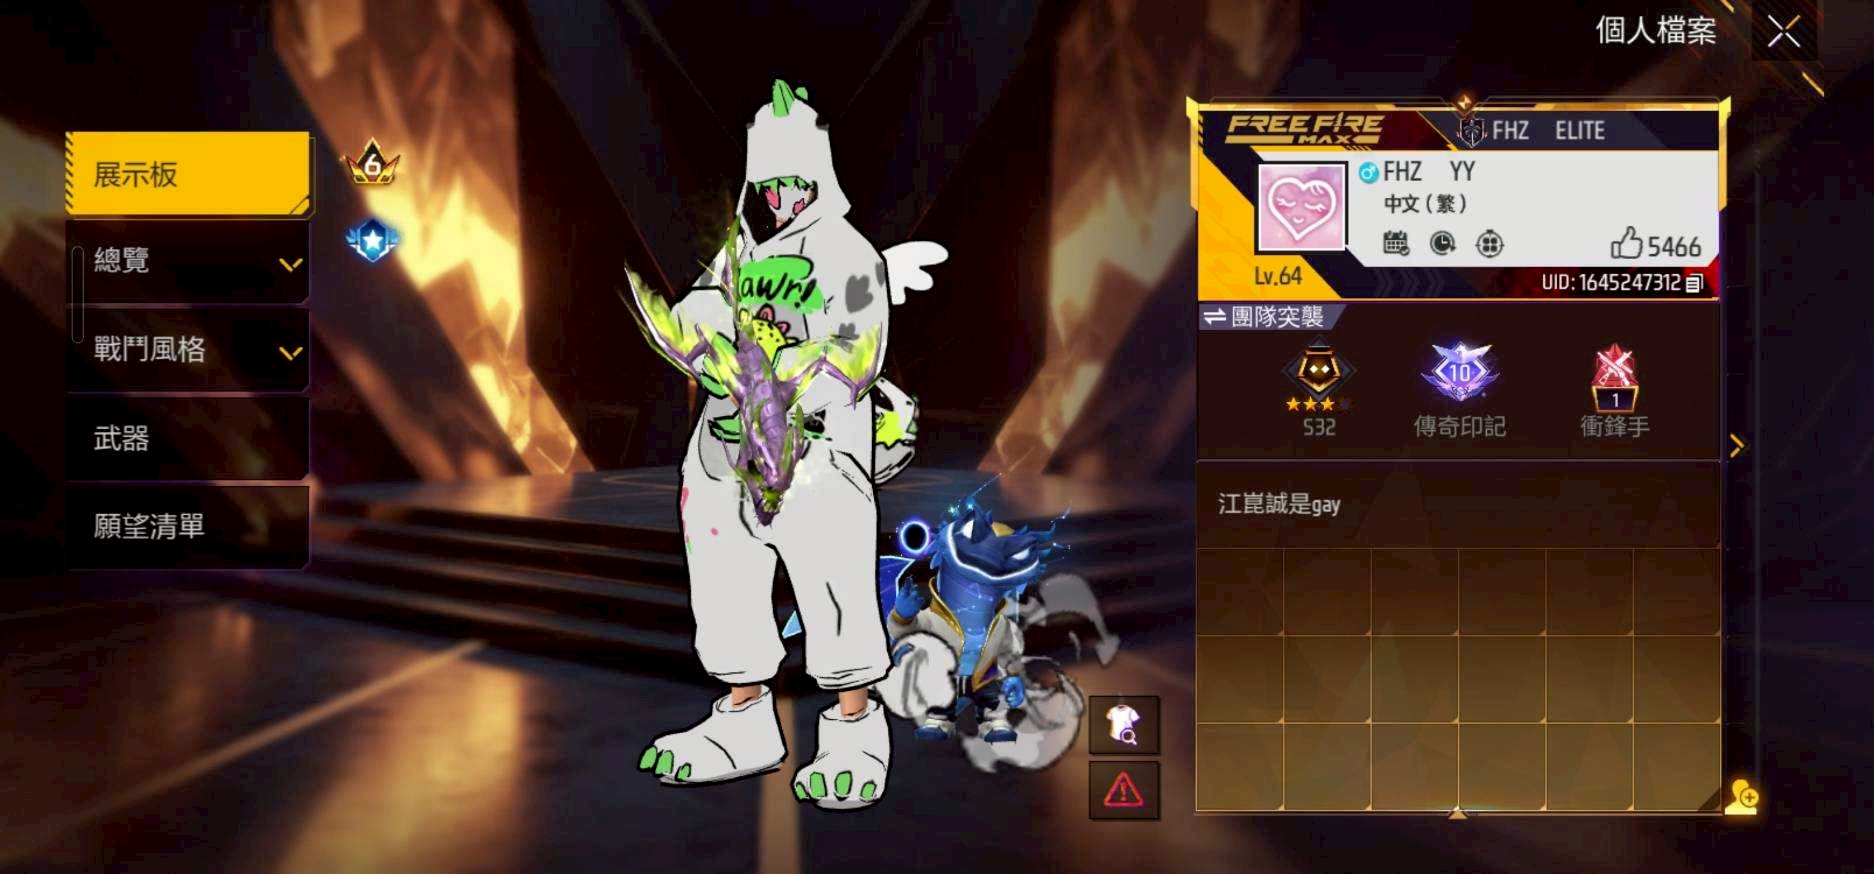 個人檔案
展示板
總覽
戰鬥風格
武器
願望清單
6
awr!
FREE FIRE
MAX
FHZ ELITE
FHZ YY
中文(繁)
5466
Lv.64
UID: 1645247312
團隊突襲
10
1
S32
傳奇印記
衝鋒手
江崑誠是gay